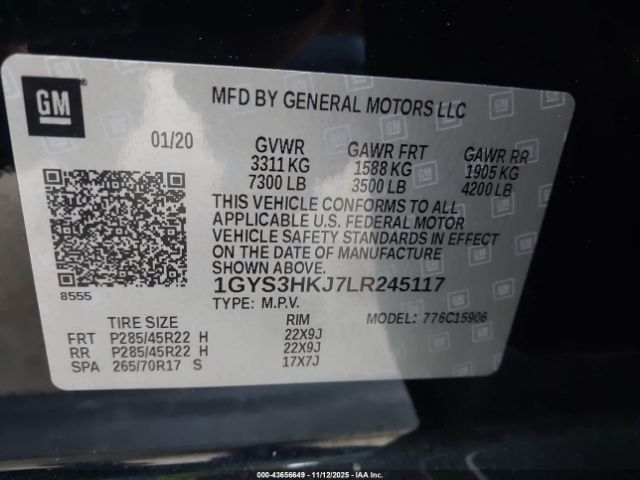 GM
MFD BY GENERAL MOTORS LLC
01/20
GVWR GAWR FRT GAWR RR
3311 KG 1588 KG 1905 KG
7300 LB 3500 LB 4200 LB
THIS VEHICLE CONFORMS TO ALL
APPLICABLE U.S. FEDERAL MOTOR
VEHICLE SAFETY STANDARDS IN EFFECT
ON THE DATE OF MANUFACTURE
SHOWN ABOVE.
8555
1GYS3HKJ7LR245117
TYPE: M.P.V.
MODEL: 776C15906
TIRE SIZE RIM
FRT P285/45R22 H 22X9J
RR P285/45R22 H 22X9J
SPA 265/70R17 S 17X7J
© - 43656649 - 11/12/2025 - IAA